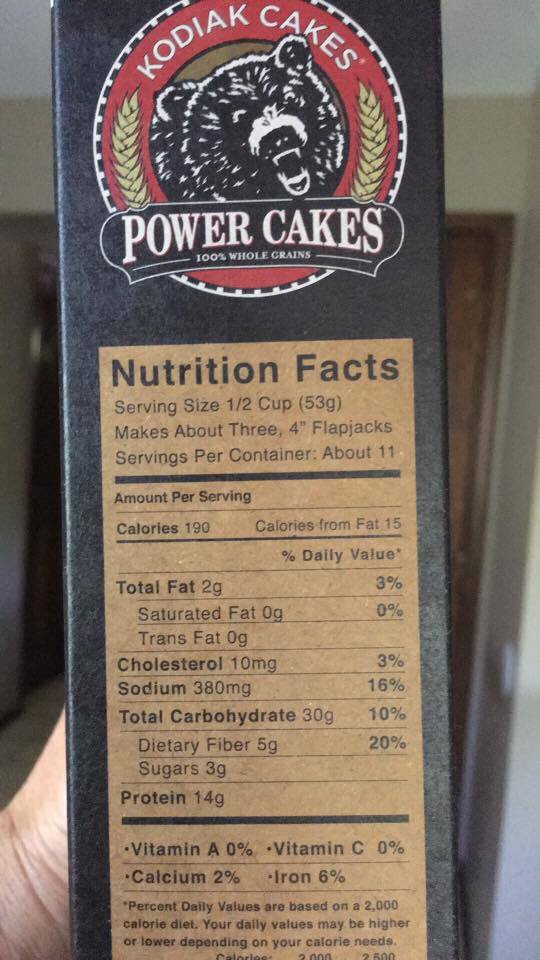 KODIAK CAKES®
POWER CAKES
100% WHOLE GRAINS
Nutrition Facts
Serving Size 1/2 Cup (53g)
Makes About Three, 4” Flapjacks
Servings Per Container: About 11
Amount Per Serving
Calories 190 Calories from Fat 15
% Daily Value*
Total Fat 2g 3%
Saturated Fat 0g 0%
Trans Fat 0g
Cholesterol 10mg 3%
Sodium 380mg 16%
Total Carbohydrate 30g 10%
Dietary Fiber 5g 20%
Sugars 3g
Protein 14g
•Vitamin A 0% •Vitamin C 0%
•Calcium 2% •Iron 6%
*Percent Daily Values are based on a 2,000
calorie diet. Your daily values may be higher
or lower depending on your calorie needs.
Calories: 2,000 2,500